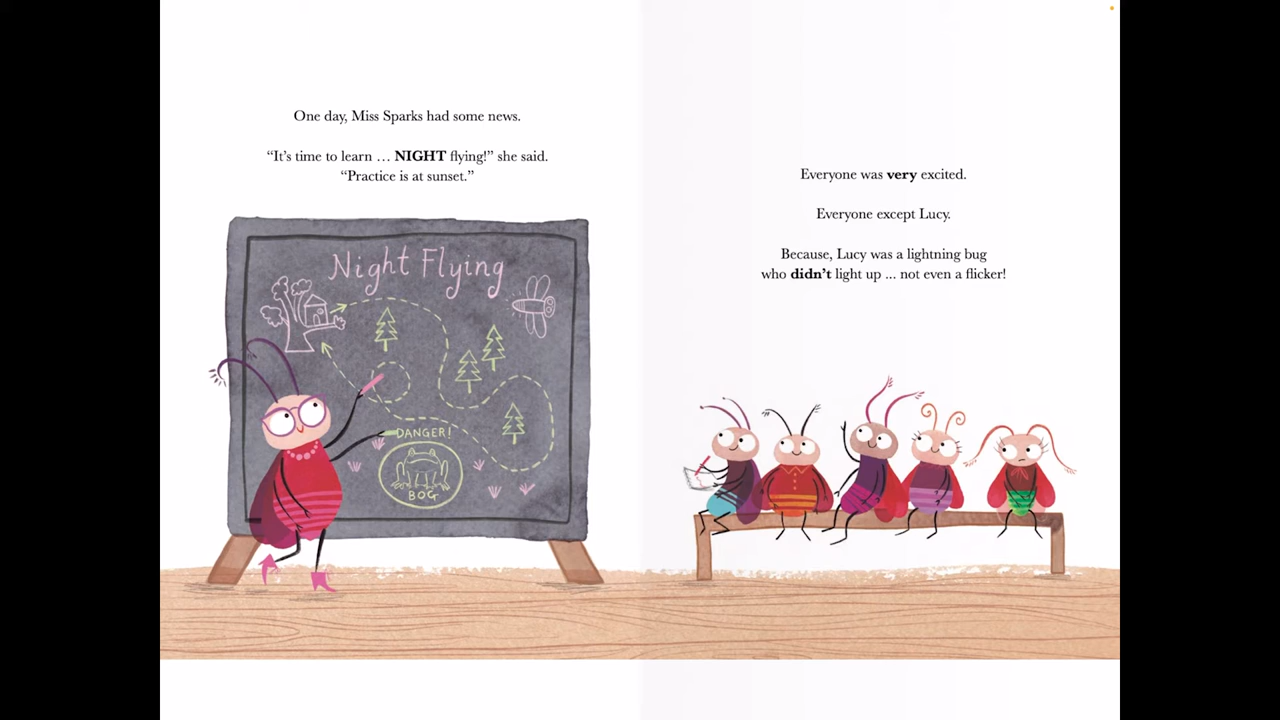 One day, Miss Sparks had some news.
“It’s time to learn … NIGHT flying!” she said.
“Practice is at sunset.”
Night Flying
DANGER!
BOG
Everyone was very excited.
Everyone except Lucy.
Because, Lucy was a lightning bug
who didn’t light up ... not even a flicker!